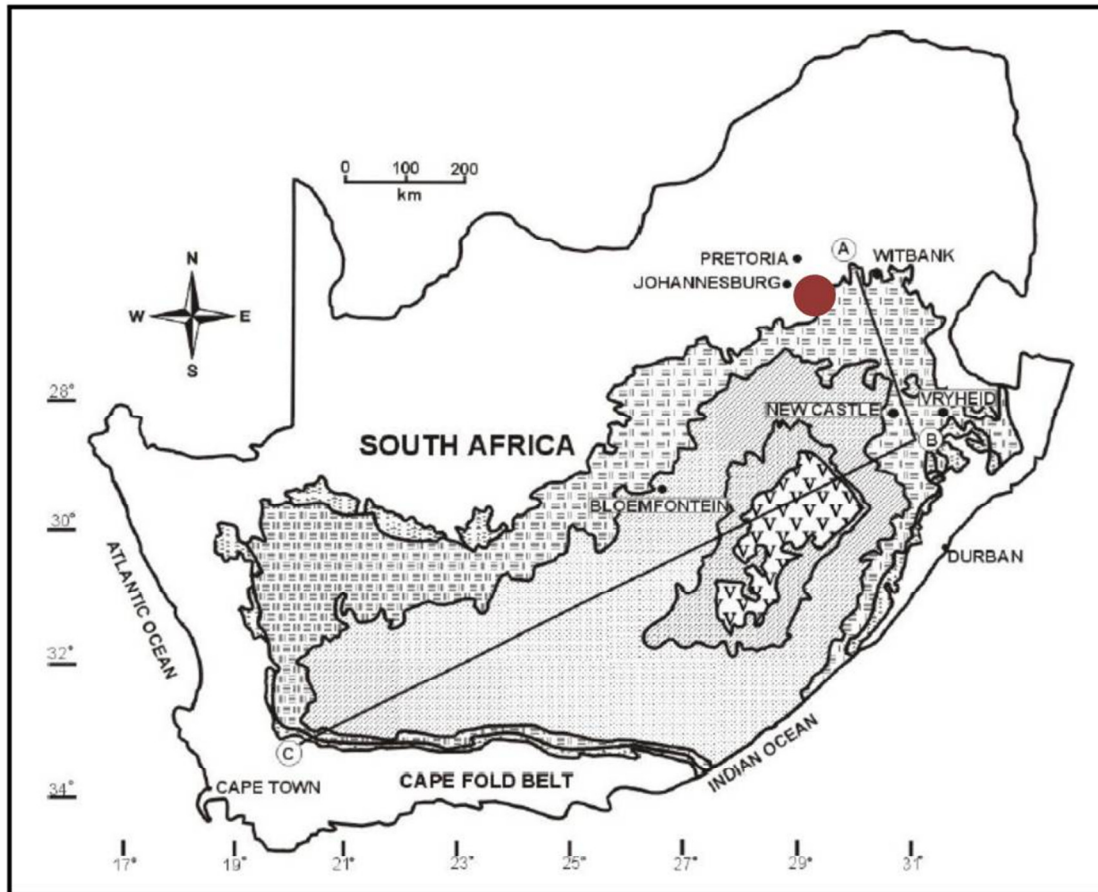 0 100 200
km
N
W E
S
A
PRETORIA
WITBANK
JOHANNESBURG
28°
NEW CASTLE
VRYHEID
SOUTH AFRICA
B
BLOEMFONTEIN
30°
DURBAN
ATLANTIC OCEAN
32°
INDIAN OCEAN
C
CAPE TOWN
CAPE FOLD BELT
34°
17° 19° 21° 23° 25° 27° 29° 31°